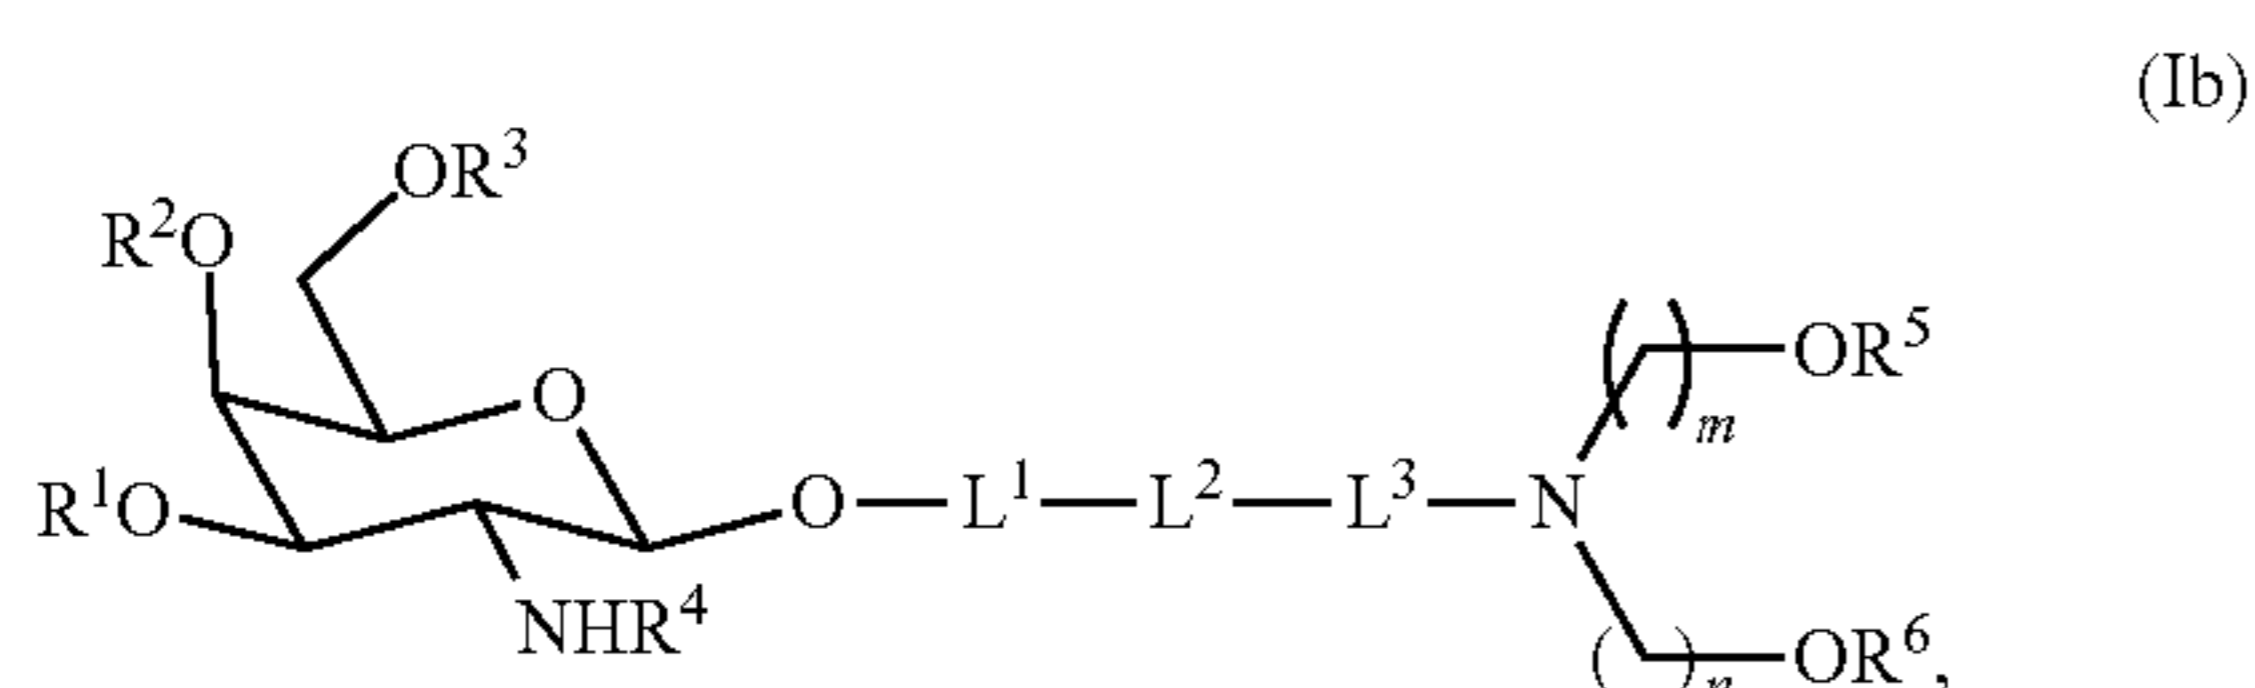 (Ib)
OR³
R²O
O
OR⁵
m
R¹O
O—L¹—L²—L³—N
NHR⁴
OR⁶,
n